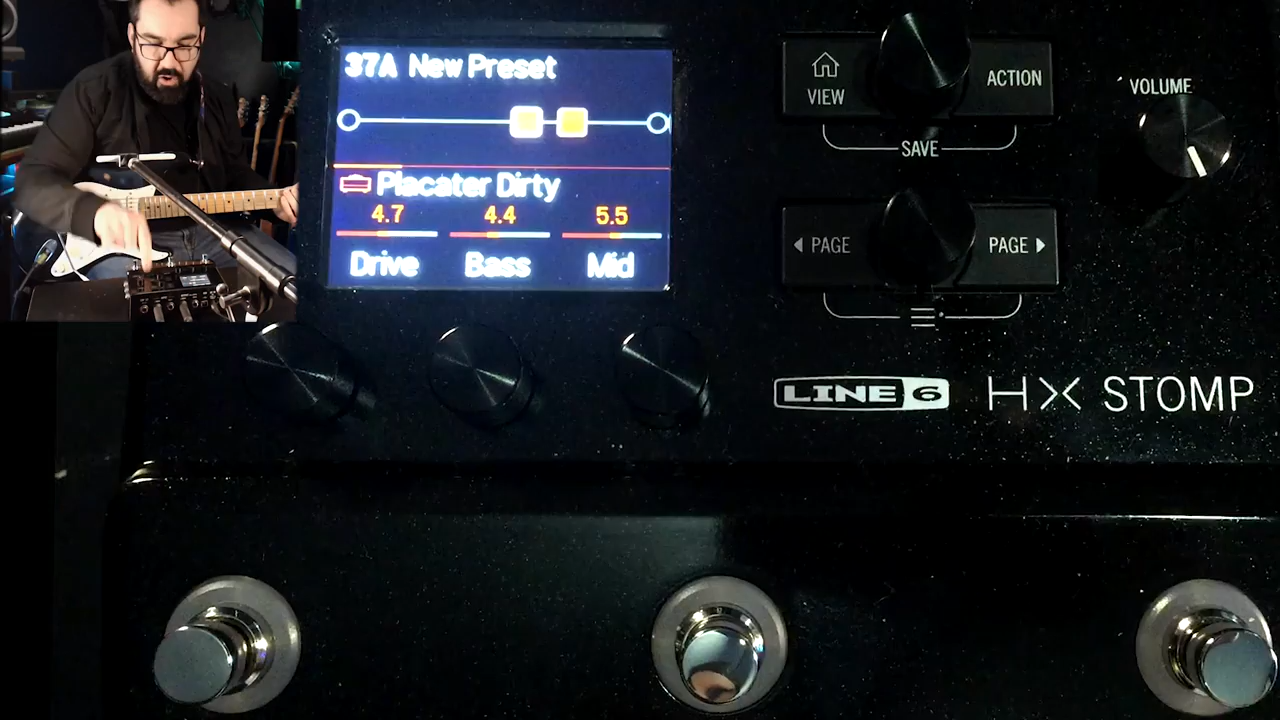 37A New Preset
Placater Dirty
4.7 4.4 5.5
Drive Bass Mid
VIEW ACTION
SAVE
VOLUME
PAGE PAGE
LINE 6 HX STOMP